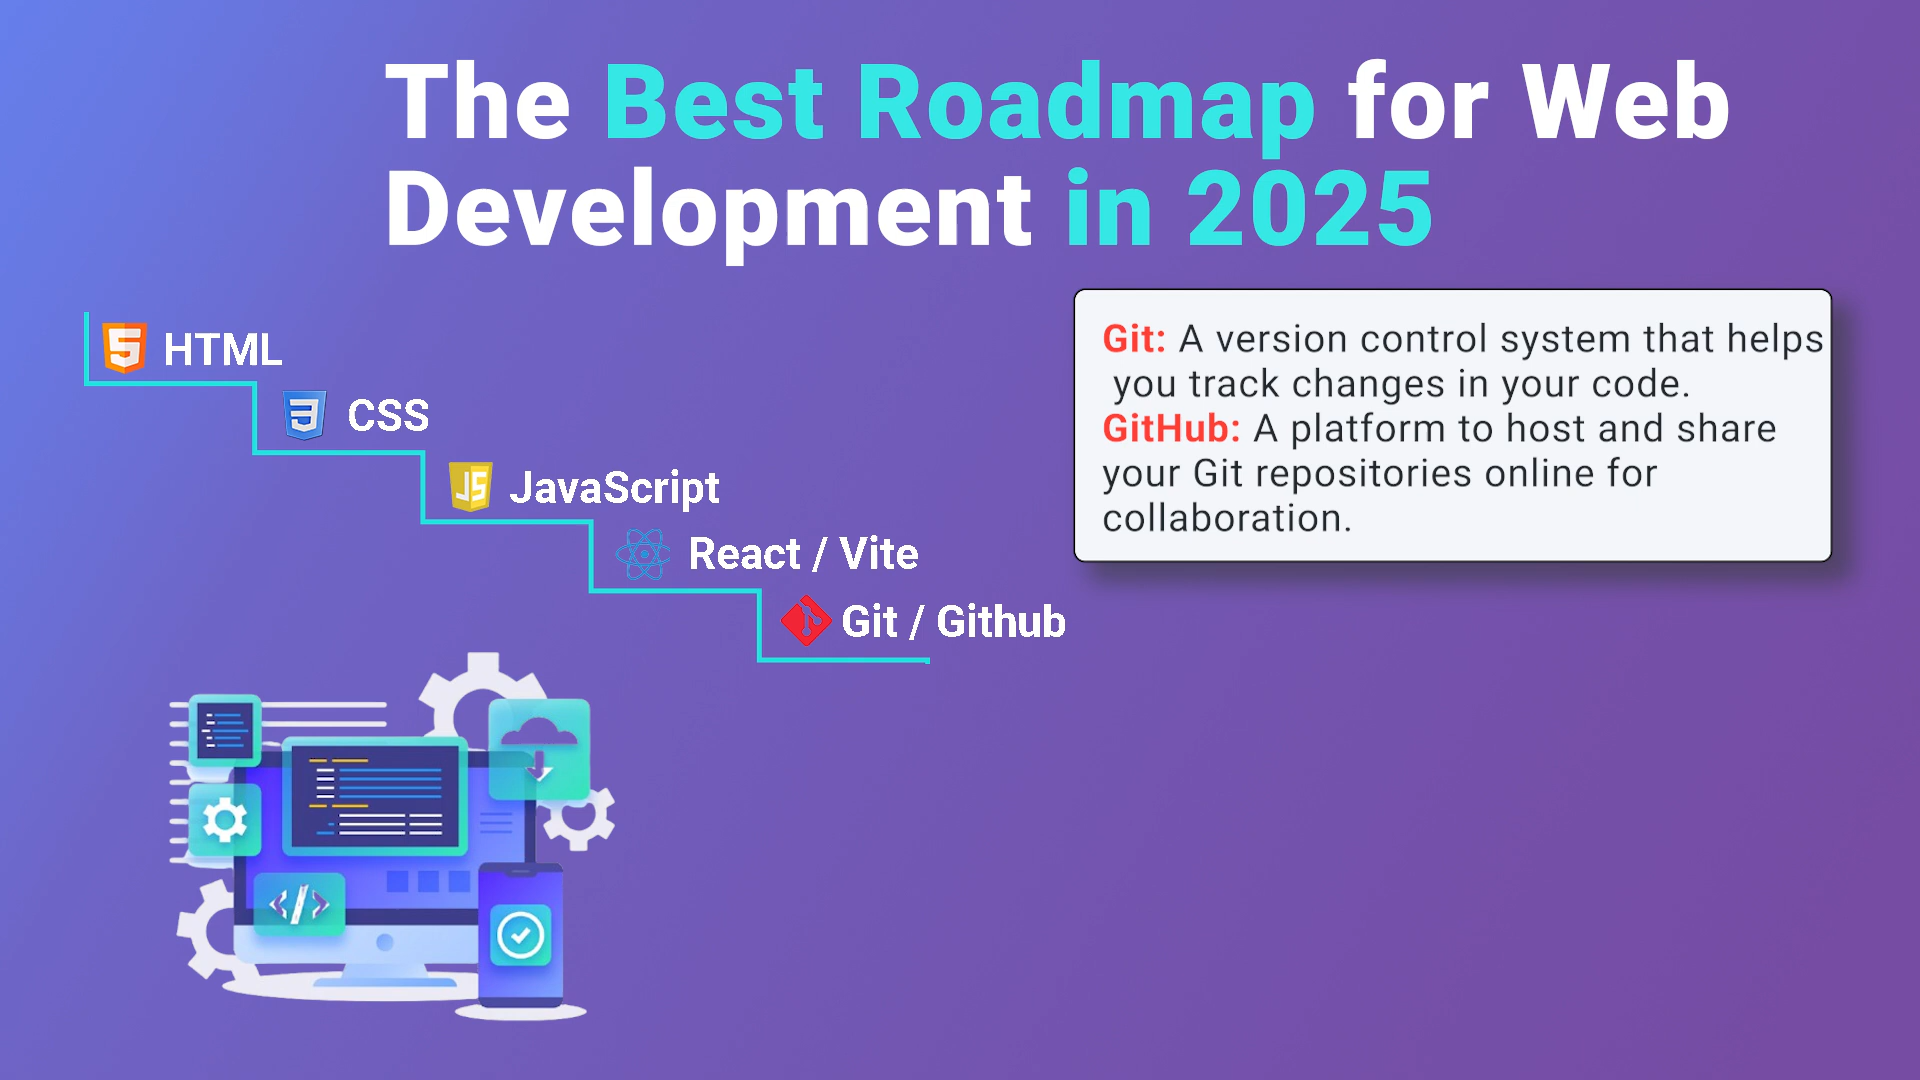 The Best Roadmap for Web
Development in 2025
HTML
CSS
JavaScript
React / Vite
Git / Github
Git: A version control system that helps
you track changes in your code.
GitHub: A platform to host and share
your Git repositories online for
collaboration.